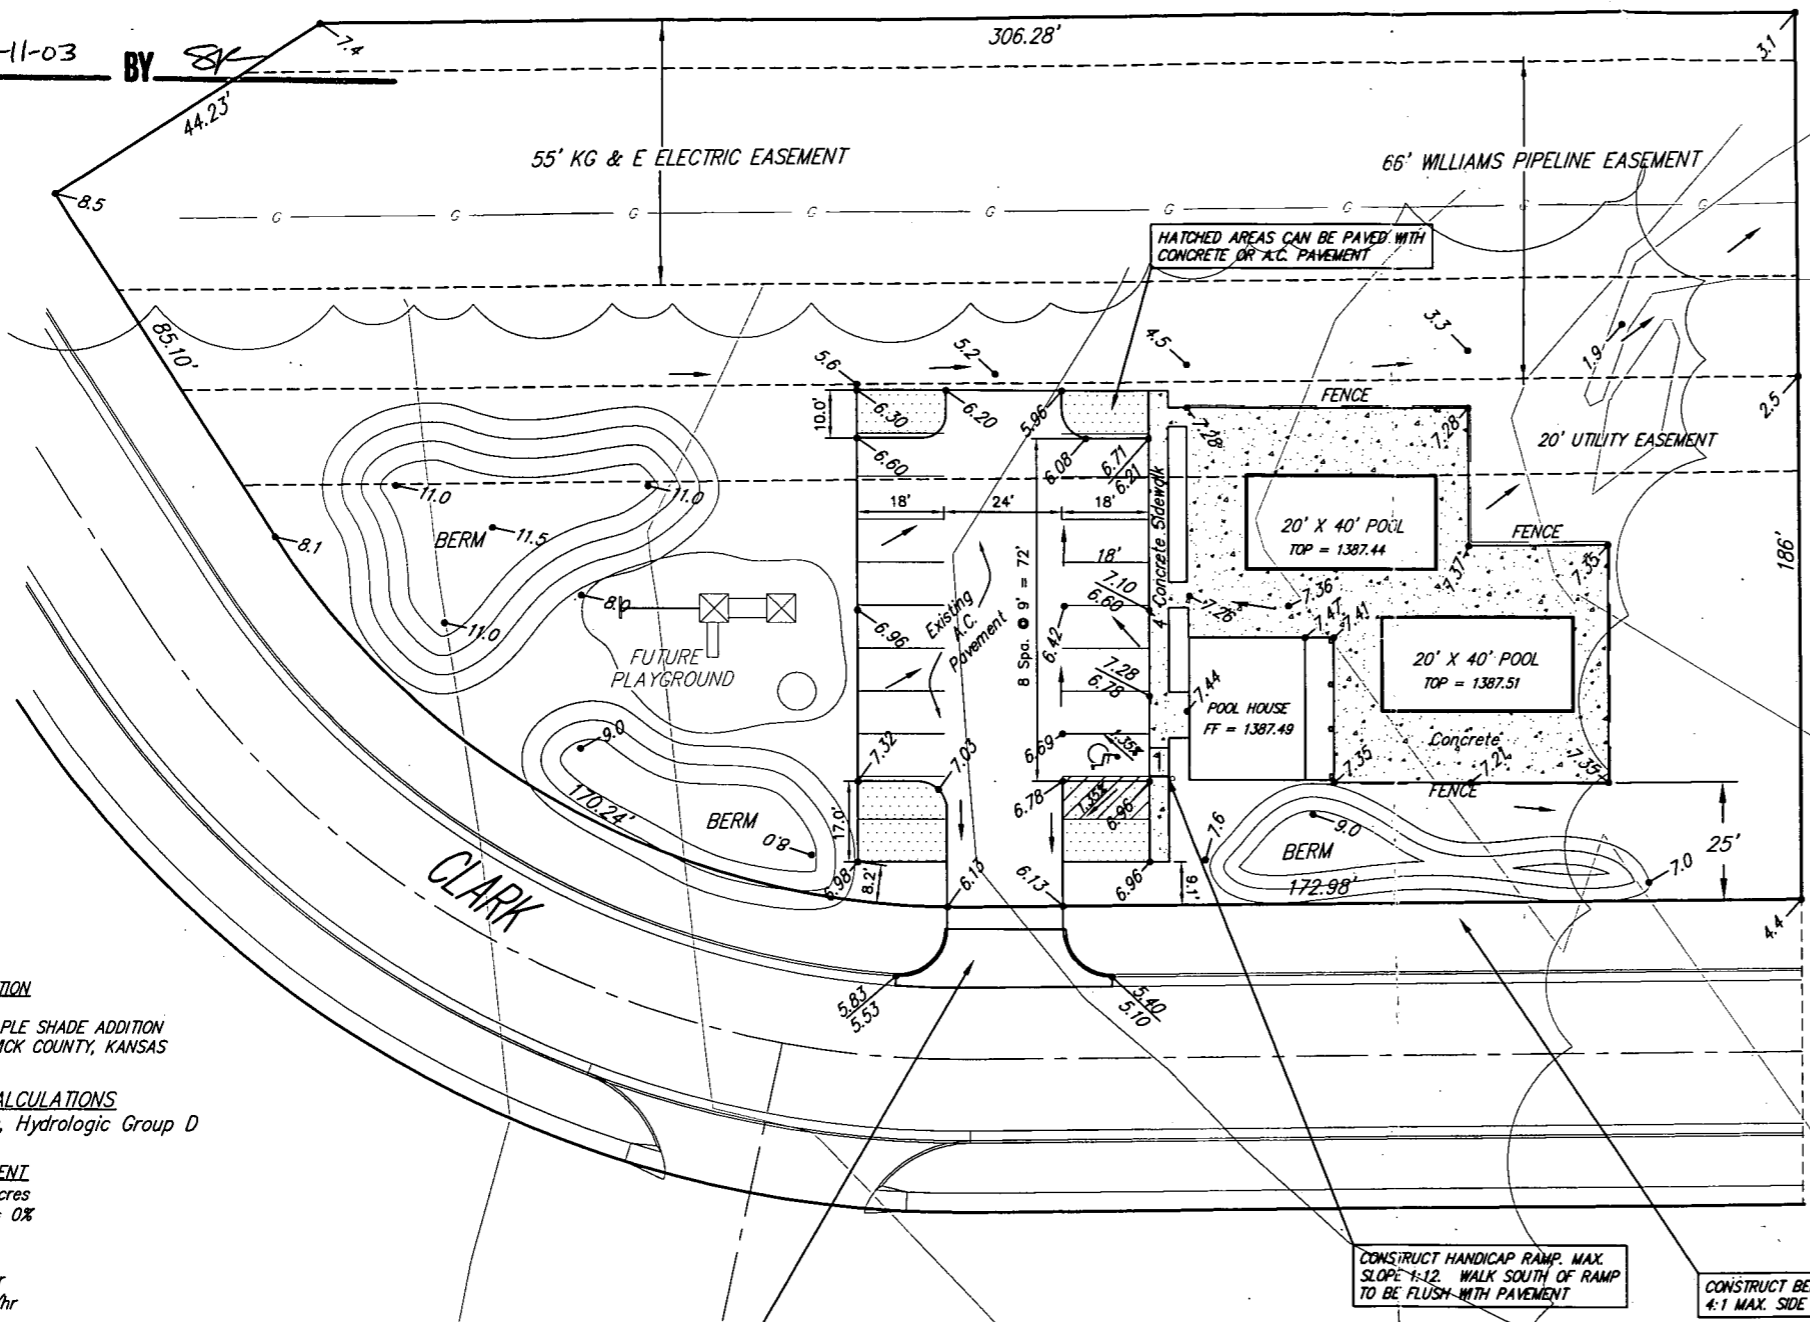 -11-03 BY SK
7.4
306.28'
3.1
44.23'
8.5
55' KG & E ELECTRIC EASEMENT
66' WILLIAMS PIPELINE EASEMENT
G G G G G G G G G
HATCHED AREAS CAN BE PAVED WITH
CONCRETE OR A.C. PAVEMENT
85.10'
5.6
5.2
4.5
3.3
1.9
2.5
10.0'
6.30
6.20
5.96
FENCE
7.28
7.28
20' UTILITY EASEMENT
6.60
6.08
6.71
6.21
11.0
11.0
11.5
BERM
8.1
11.0
18'
24'
18'
4' Concrete Sidewalk
20' X 40' POOL
TOP = 1387.44
FENCE
186'
8 Spa. @ 9' = 72'
18'
7.10
6.60
7.37
7.35
8.0
6.96
Existing
A.C.
Pavement
6.42
7.28
7.36
7.47
7.41
FUTURE
PLAYGROUND
7.28
6.78
7.44
20' X 40' POOL
TOP = 1387.51
POOL HOUSE
FF = 1387.49
9.0
7.32
7.03
6.69
1.35%
Concrete
7.35
7.22
7.35
FENCE
170.24'
BERM
8.0
17.0'
6.78
1.35%
6.96
7.6
9.0
BERM
7.0
25'
6.98
8.2'
6.13
6.13
6.96
9.1'
172.98'
4.4
CLARK
5.83
5.53
5.40
5.10
TION
PLE SHADE ADDITION
ICK COUNTY, KANSAS
ALCULATIONS
, Hydrologic Group D
ENT
cres
= 0%
r
/hr
CONSTRUCT HANDICAP RAMP. MAX.
SLOPE 1:12. WALK SOUTH OF RAMP
TO BE FLUSH WITH PAVEMENT
CONSTRUCT BE
4:1 MAX. SIDE